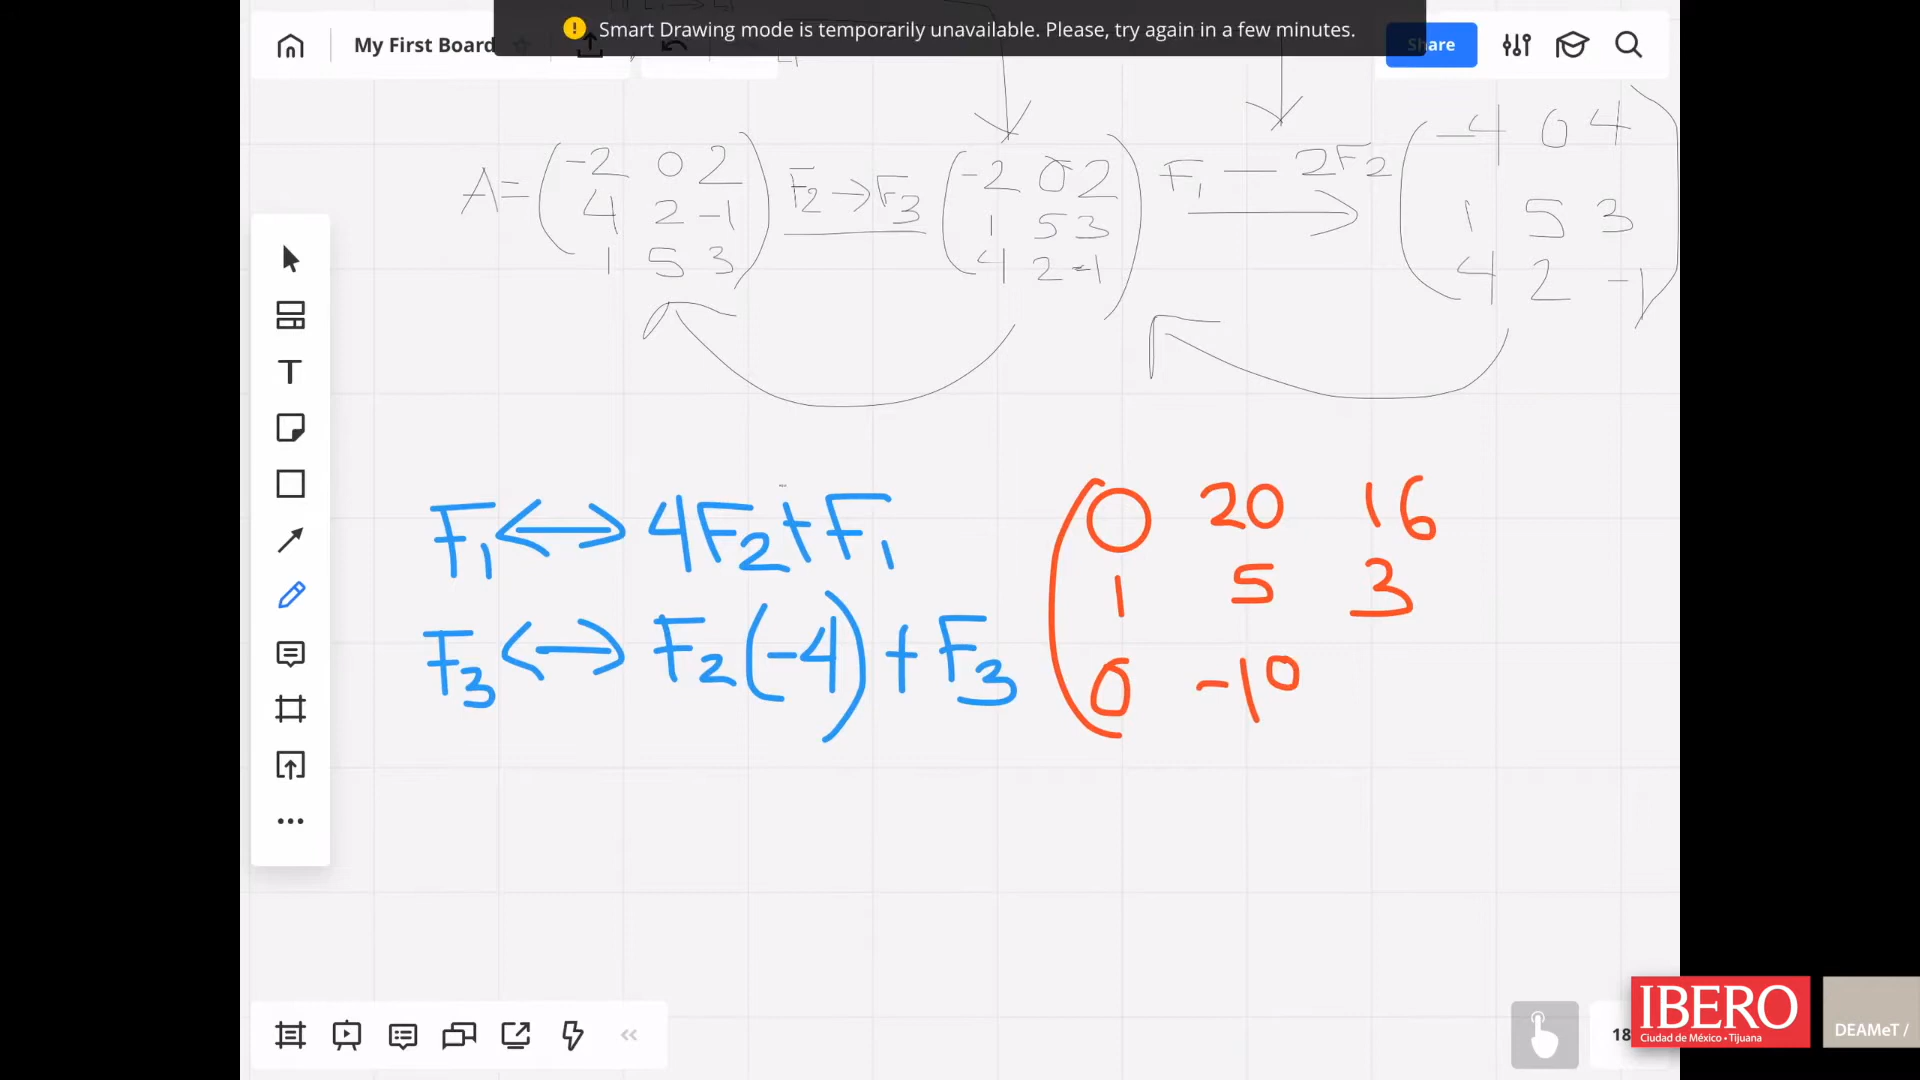 Smart Drawing mode is temporarily unavailable. Please, try again in a few minutes.
My First Board
Share
A = ( -2 0 2
4 2 -1
1 5 3 )
F2 → F3
( -2 0 2
1 5 3
4 2 -1 )
F1 — 2F2
( -4 0 4
1 5 3
4 2 -1 )
T
F1 ↔ 4F2 + F1
F3 ↔ F2 (-4) + F3
( 0 20 16
1 5 3
0 -10
18
IBERO
Ciudad de México • Tijuana
DEAMeT /